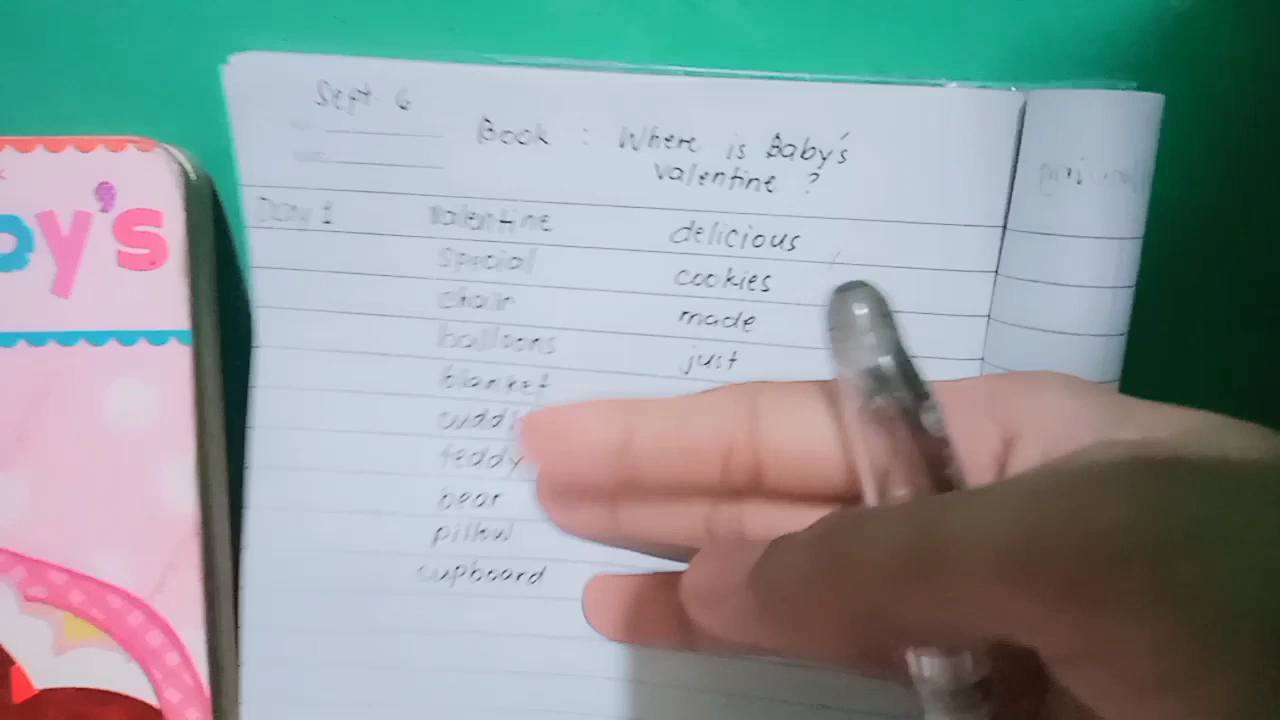 y's
Sept. 6
Book : Where is Baby's
Valentine ?
Day 1
Valentine
special
chair
balloons
blanket
cuddl
teddy
bear
pillow
cupboard
delicious
cookies
made
just